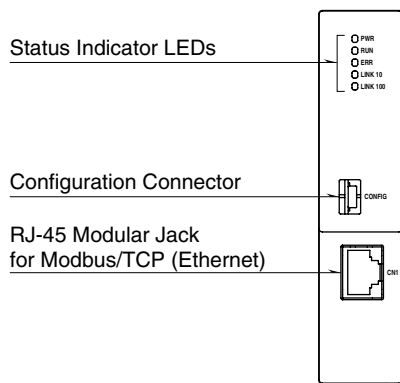 Status Indicator LEDs
PWR
RUN
ERR
LINK 10
LINK 100
Configuration Connector
CONFIG
RJ-45 Modular Jack
for Modbus/TCP (Ethernet)
CN1